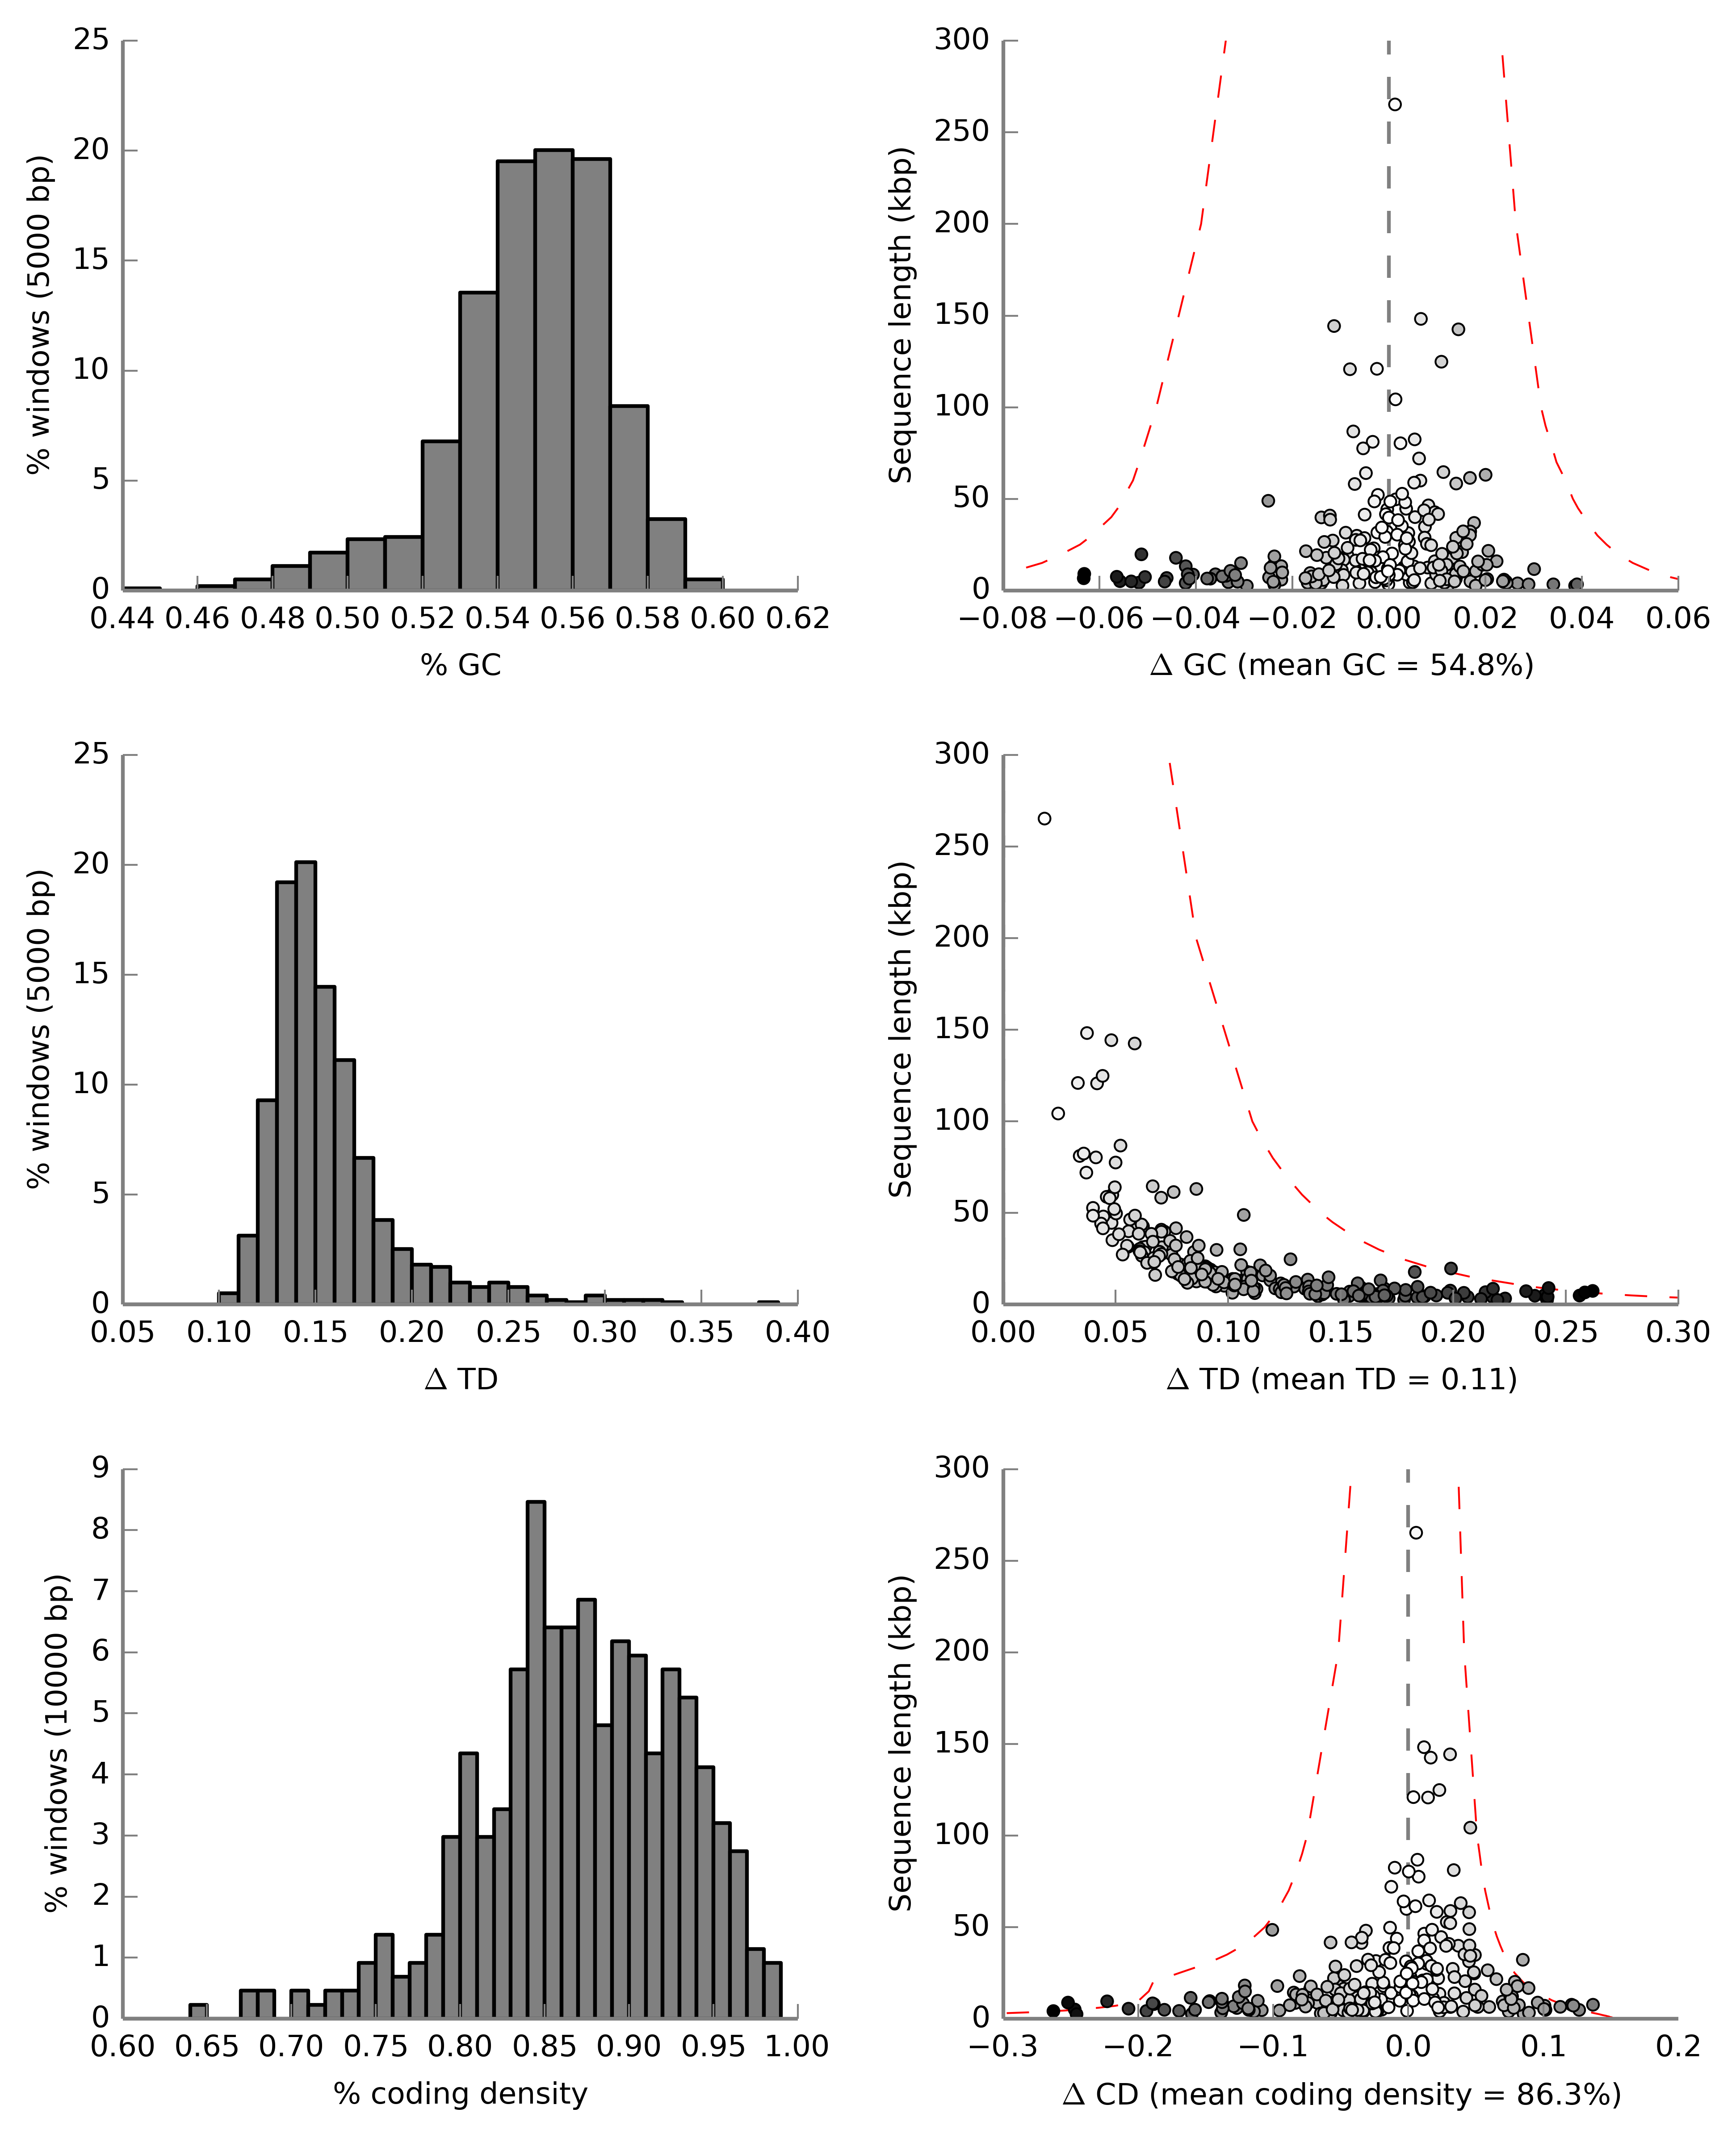 25
20
15
10
5
0
% windows (5000 bp)
0.44 0.46 0.48 0.50 0.52 0.54 0.56 0.58 0.60 0.62
% GC
300
250
200
150
100
50
0
Sequence length (kbp)
−0.08 −0.06 −0.04 −0.02 0.00 0.02 0.04 0.06
Δ GC (mean GC = 54.8%)
25
20
15
10
5
0
% windows (5000 bp)
0.05 0.10 0.15 0.20 0.25 0.30 0.35 0.40
Δ TD
300
250
200
150
100
50
0
Sequence length (kbp)
0.00 0.05 0.10 0.15 0.20 0.25 0.30
Δ TD (mean TD = 0.11)
9
8
7
6
5
4
3
2
1
0
% windows (10000 bp)
0.60 0.65 0.70 0.75 0.80 0.85 0.90 0.95 1.00
% coding density
300
250
200
150
100
50
0
Sequence length (kbp)
−0.3 −0.2 −0.1 0.0 0.1 0.2
Δ CD (mean coding density = 86.3%)